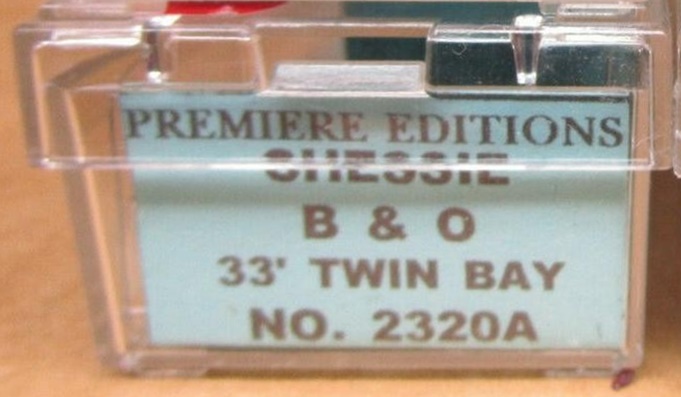 PREMIERE EDITIONS
CHESSIE
B & O
33' TWIN BAY
NO. 2320A